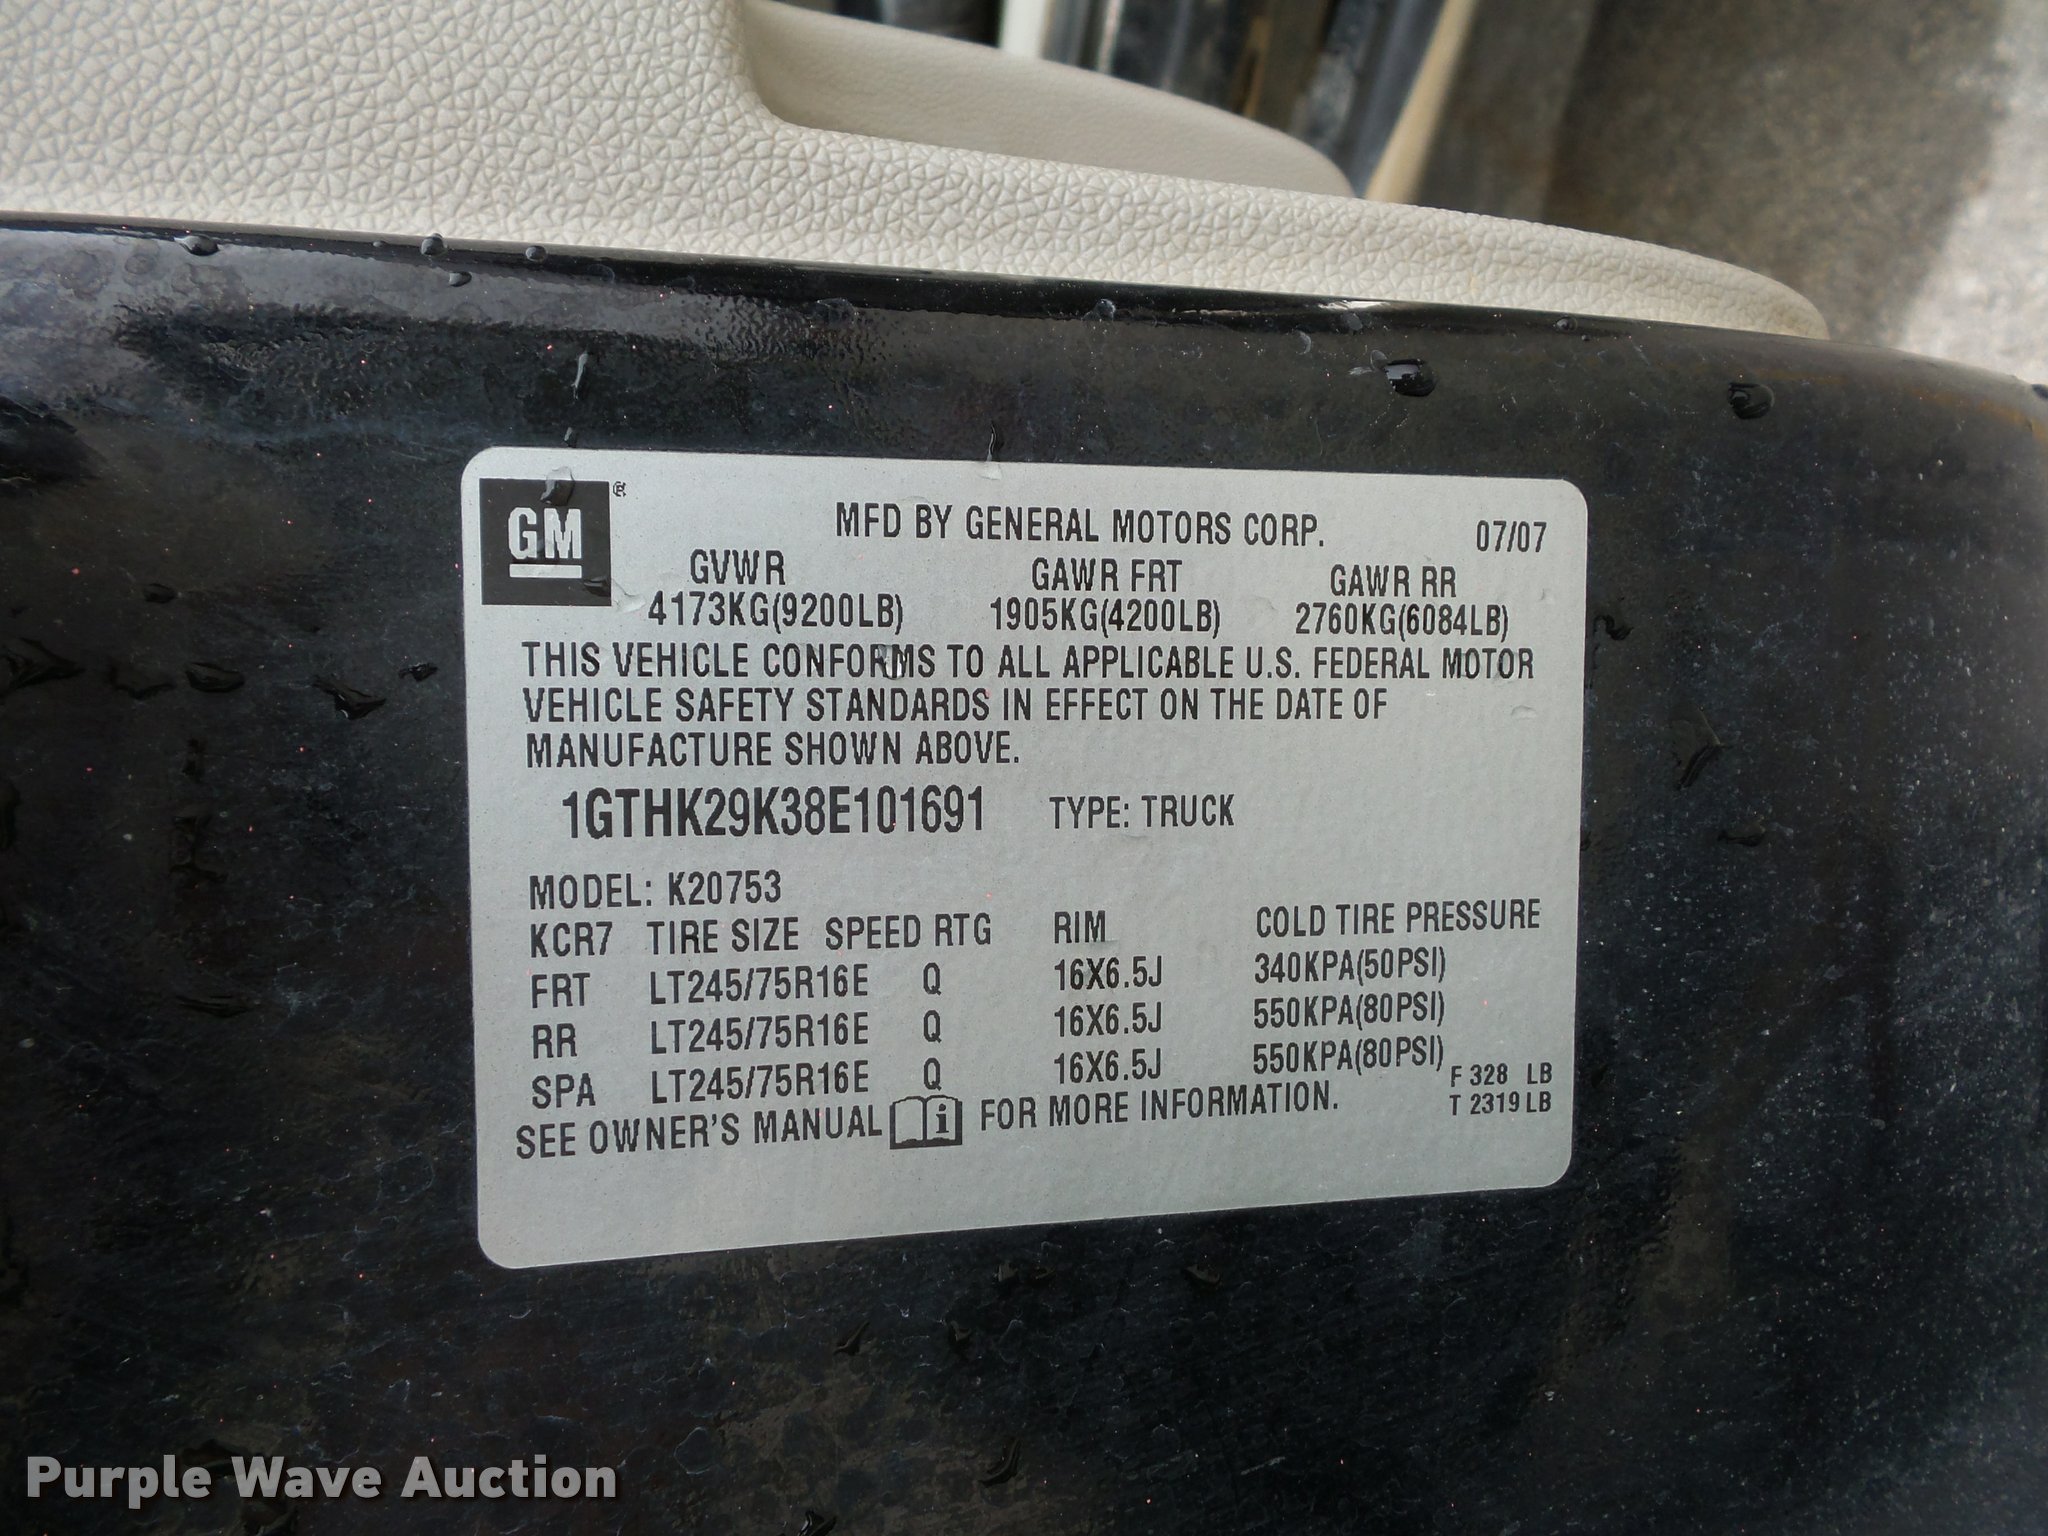 GM ®
MFD BY GENERAL MOTORS CORP. 07/07
GVWR GAWR FRT GAWR RR
4173KG(9200LB) 1905KG(4200LB) 2760KG(6084LB)
THIS VEHICLE CONFORMS TO ALL APPLICABLE U.S. FEDERAL MOTOR
VEHICLE SAFETY STANDARDS IN EFFECT ON THE DATE OF
MANUFACTURE SHOWN ABOVE.
1GTHK29K38E101691 TYPE: TRUCK
MODEL: K20753
KCR7 TIRE SIZE SPEED RTG RIM COLD TIRE PRESSURE
FRT LT245/75R16E Q 16X6.5J 340KPA(50PSI)
RR LT245/75R16E Q 16X6.5J 550KPA(80PSI)
SPA LT245/75R16E Q 16X6.5J 550KPA(80PSI)
F 328 LB
T 2319 LB
SEE OWNER'S MANUAL i FOR MORE INFORMATION.
Purple Wave Auction